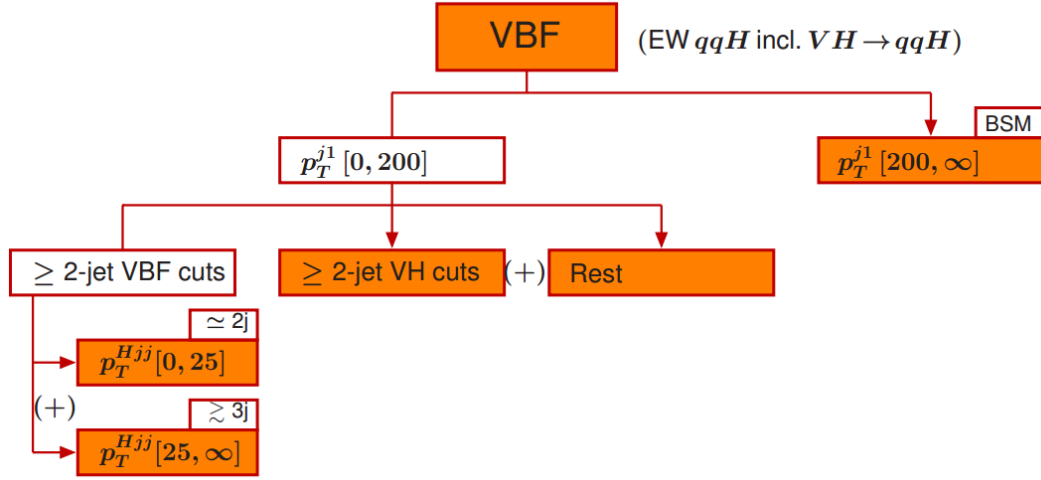 VBF (EW qqH incl. VH → qqH)
BSM
p_T^{j1} [0, 200]
p_T^{j1} [200, ∞]
≥ 2-jet VBF cuts
≥ 2-jet VH cuts (+) Rest
≃ 2j
p_T^{Hjj} [0, 25]
(+)
≳ 3j
p_T^{Hjj} [25, ∞]